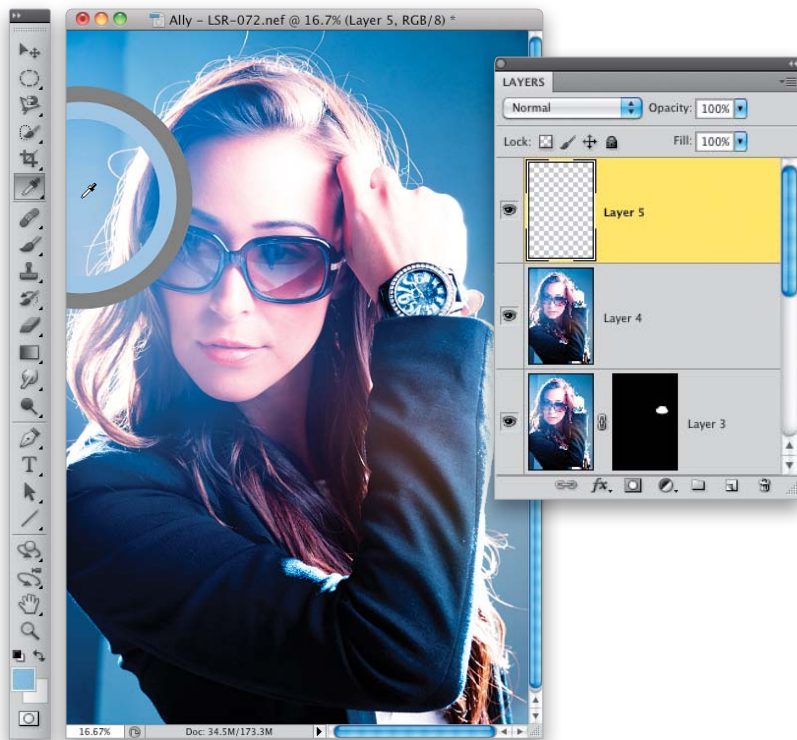 Ally – LSR-072.nef @ 16.7% (Layer 5, RGB/8) *
LAYERS
Normal Opacity: 100%
Lock: Fill: 100%
Layer 5
Layer 4
Layer 3
T
fx
16.67% Doc: 34.5M/173.3M